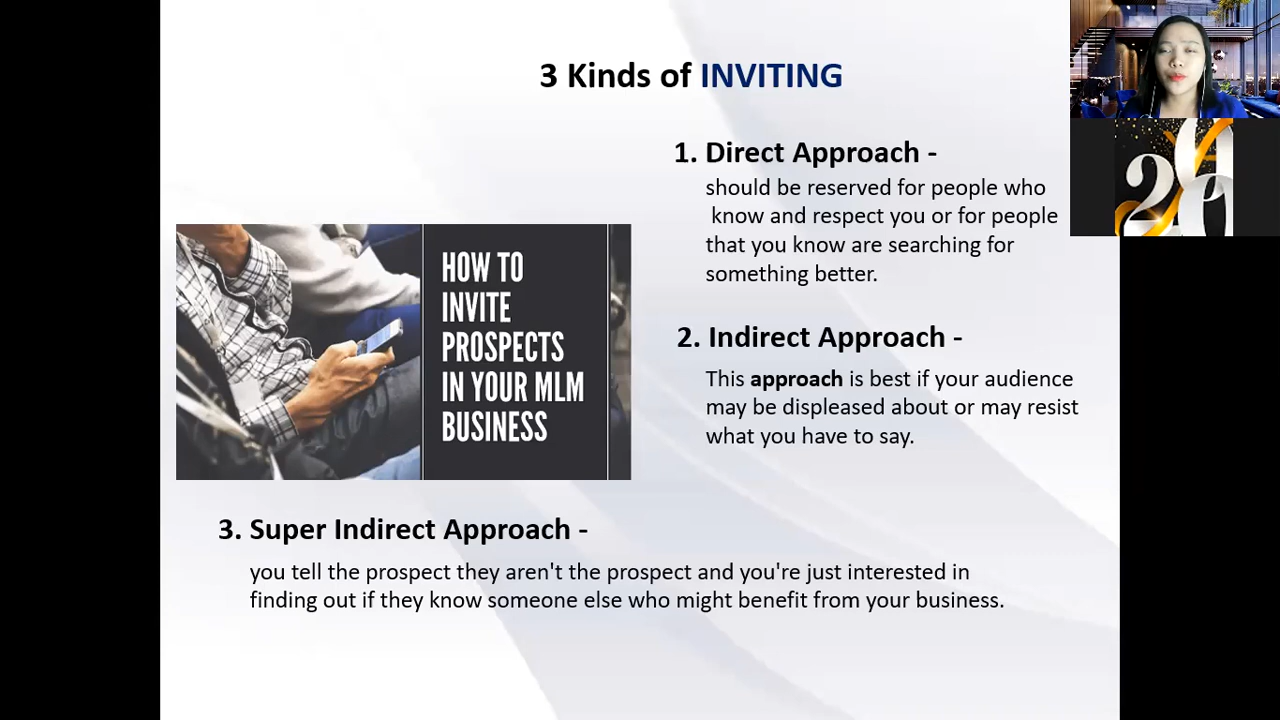 3 Kinds of INVITING
1. Direct Approach -
should be reserved for people who
know and respect you or for people
that you know are searching for
something better.
HOW TO
INVITE
PROSPECTS
IN YOUR MLM
BUSINESS
2. Indirect Approach -
This approach is best if your audience
may be displeased about or may resist
what you have to say.
3. Super Indirect Approach -
you tell the prospect they aren't the prospect and you're just interested in
finding out if they know someone else who might benefit from your business.